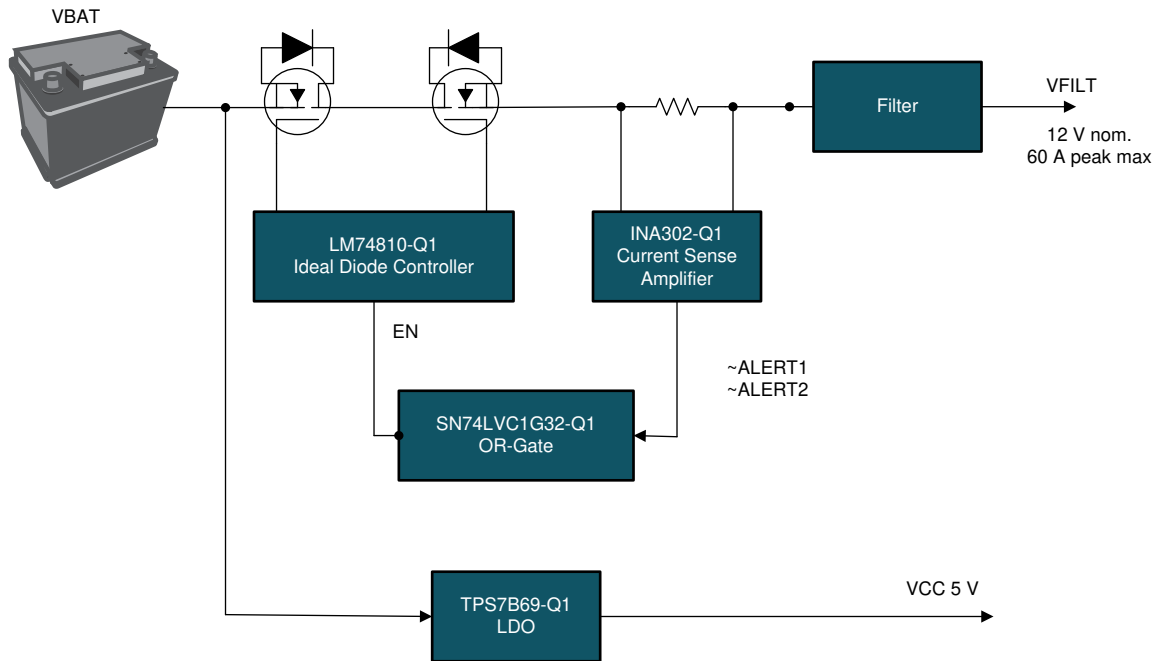 VBAT
Filter
VFILT
12 V nom.
60 A peak max
LM74810-Q1
Ideal Diode Controller
INA302-Q1
Current Sense
Amplifier
EN
~ALERT1
~ALERT2
SN74LVC1G32-Q1
OR-Gate
TPS7B69-Q1
LDO
VCC 5 V